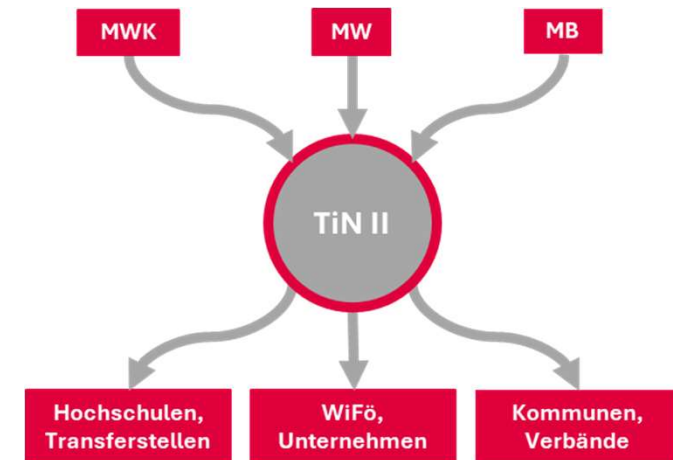 MWK
MW
MB
TiN II
Hochschulen,
Transferstellen
WiFö,
Unternehmen
Kommunen,
Verbände